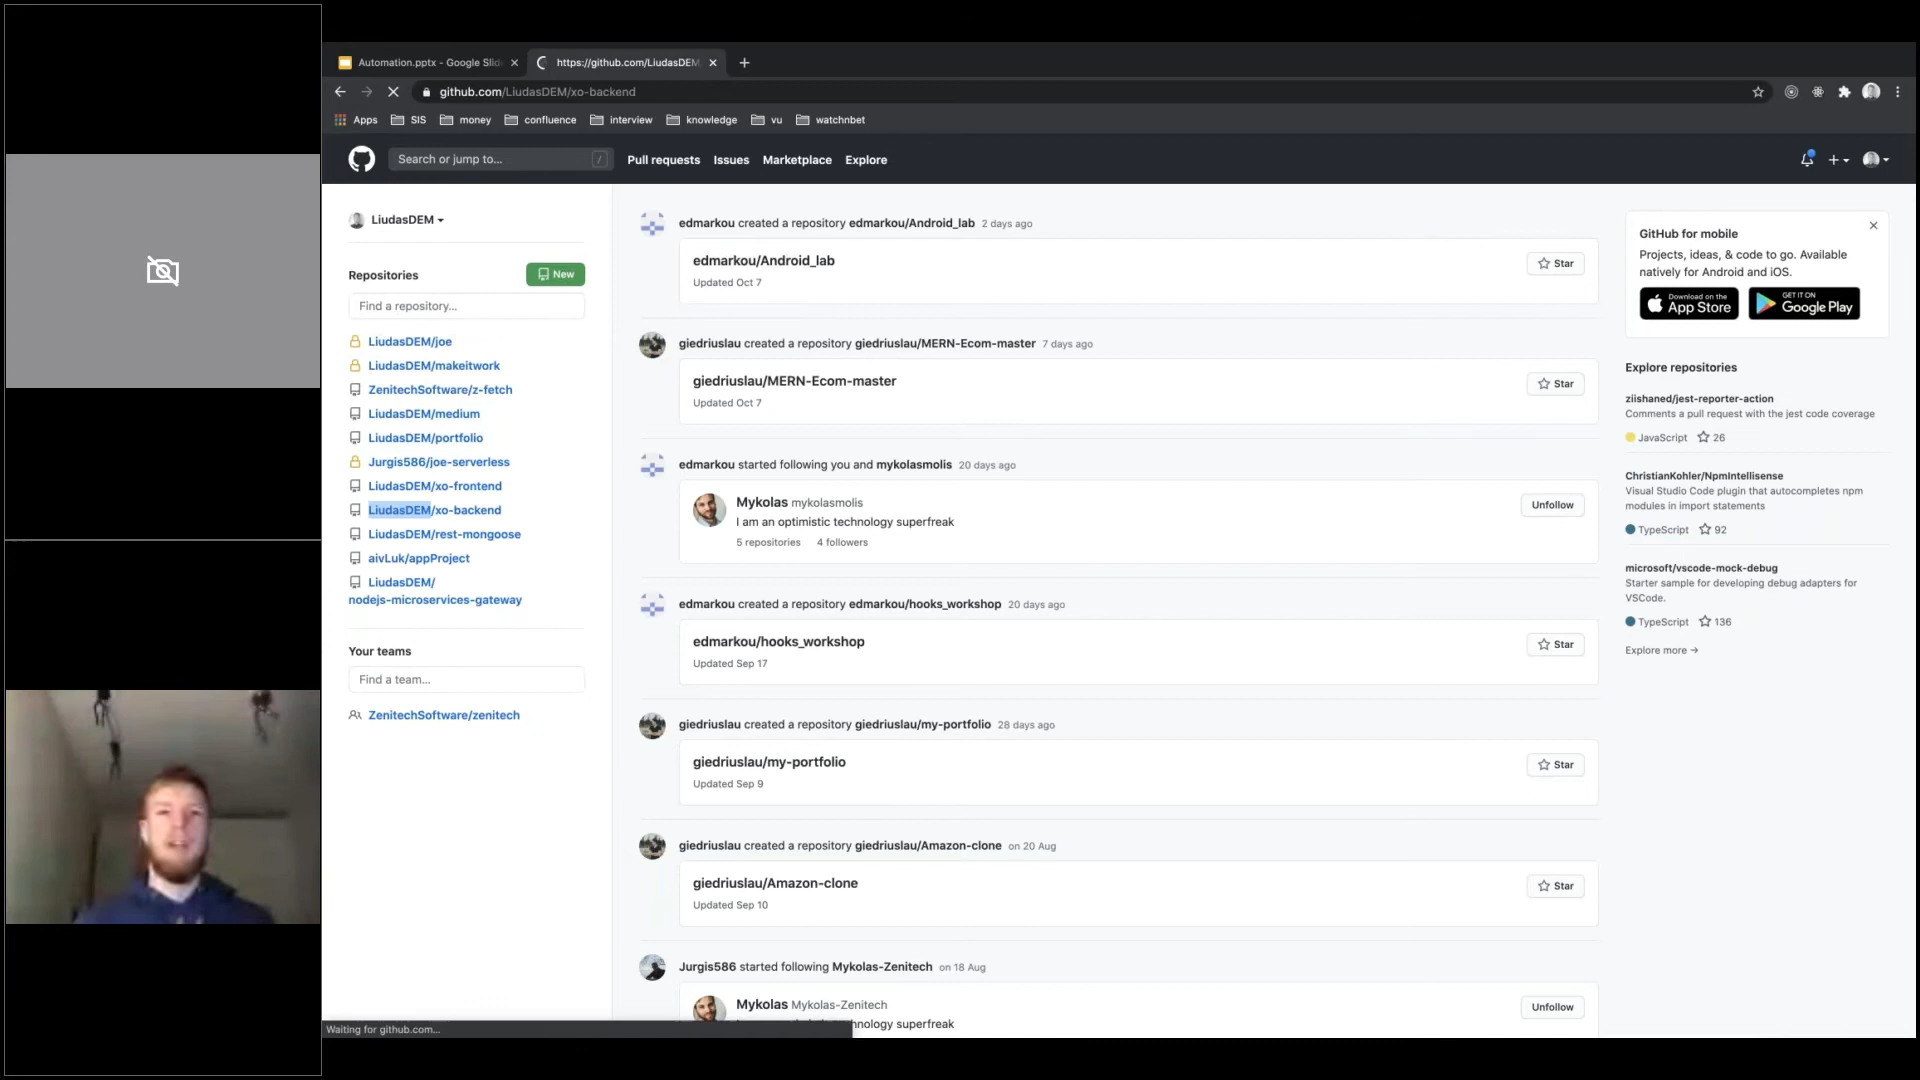 Automation.pptx - Google Slid
https://github.com/LiudasDEM
github.com/LiudasDEM/xo-backend
Apps SIS money confluence interview knowledge vu watchnbet
Search or jump to... /
Pull requests Issues Marketplace Explore
LiudasDEM
Repositories
New
Find a repository...
LiudasDEM/joe
LiudasDEM/makeitwork
ZenitechSoftware/z-fetch
LiudasDEM/medium
LiudasDEM/portfolio
Jurgis586/joe-serverless
LiudasDEM/xo-frontend
LiudasDEM/xo-backend
LiudasDEM/rest-mongoose
aivLuk/appProject
LiudasDEM/
nodejs-microservices-gateway
Your teams
Find a team...
ZenitechSoftware/zenitech
edmarkou created a repository edmarkou/Android_lab 2 days ago
edmarkou/Android_lab
Star
Updated Oct 7
giedriuslau created a repository giedriuslau/MERN-Ecom-master 7 days ago
giedriuslau/MERN-Ecom-master
Star
Updated Oct 7
edmarkou started following you and mykolasmolis 20 days ago
Mykolas mykolasmolis
Unfollow
I am an optimistic technology superfreak
5 repositories 4 followers
edmarkou created a repository edmarkou/hooks_workshop 20 days ago
edmarkou/hooks_workshop
Star
Updated Sep 17
giedriuslau created a repository giedriuslau/my-portfolio 28 days ago
giedriuslau/my-portfolio
Star
Updated Sep 9
giedriuslau created a repository giedriuslau/Amazon-clone on 20 Aug
giedriuslau/Amazon-clone
Star
Updated Sep 10
Jurgis586 started following Mykolas-Zenitech on 18 Aug
Mykolas Mykolas-Zenitech
Unfollow
hnology superfreak
GitHub for mobile
Projects, ideas, & code to go. Available
natively for Android and iOS.
Download on the
App Store
GET IT ON
Google Play
Explore repositories
ziishaned/jest-reporter-action
Comments a pull request with the jest code coverage
JavaScript 26
ChristianKohler/NpmIntellisense
Visual Studio Code plugin that autocompletes npm
modules in import statements
TypeScript 92
microsoft/vscode-mock-debug
Starter sample for developing debug adapters for
VSCode.
TypeScript 136
Explore more →
Waiting for github.com...